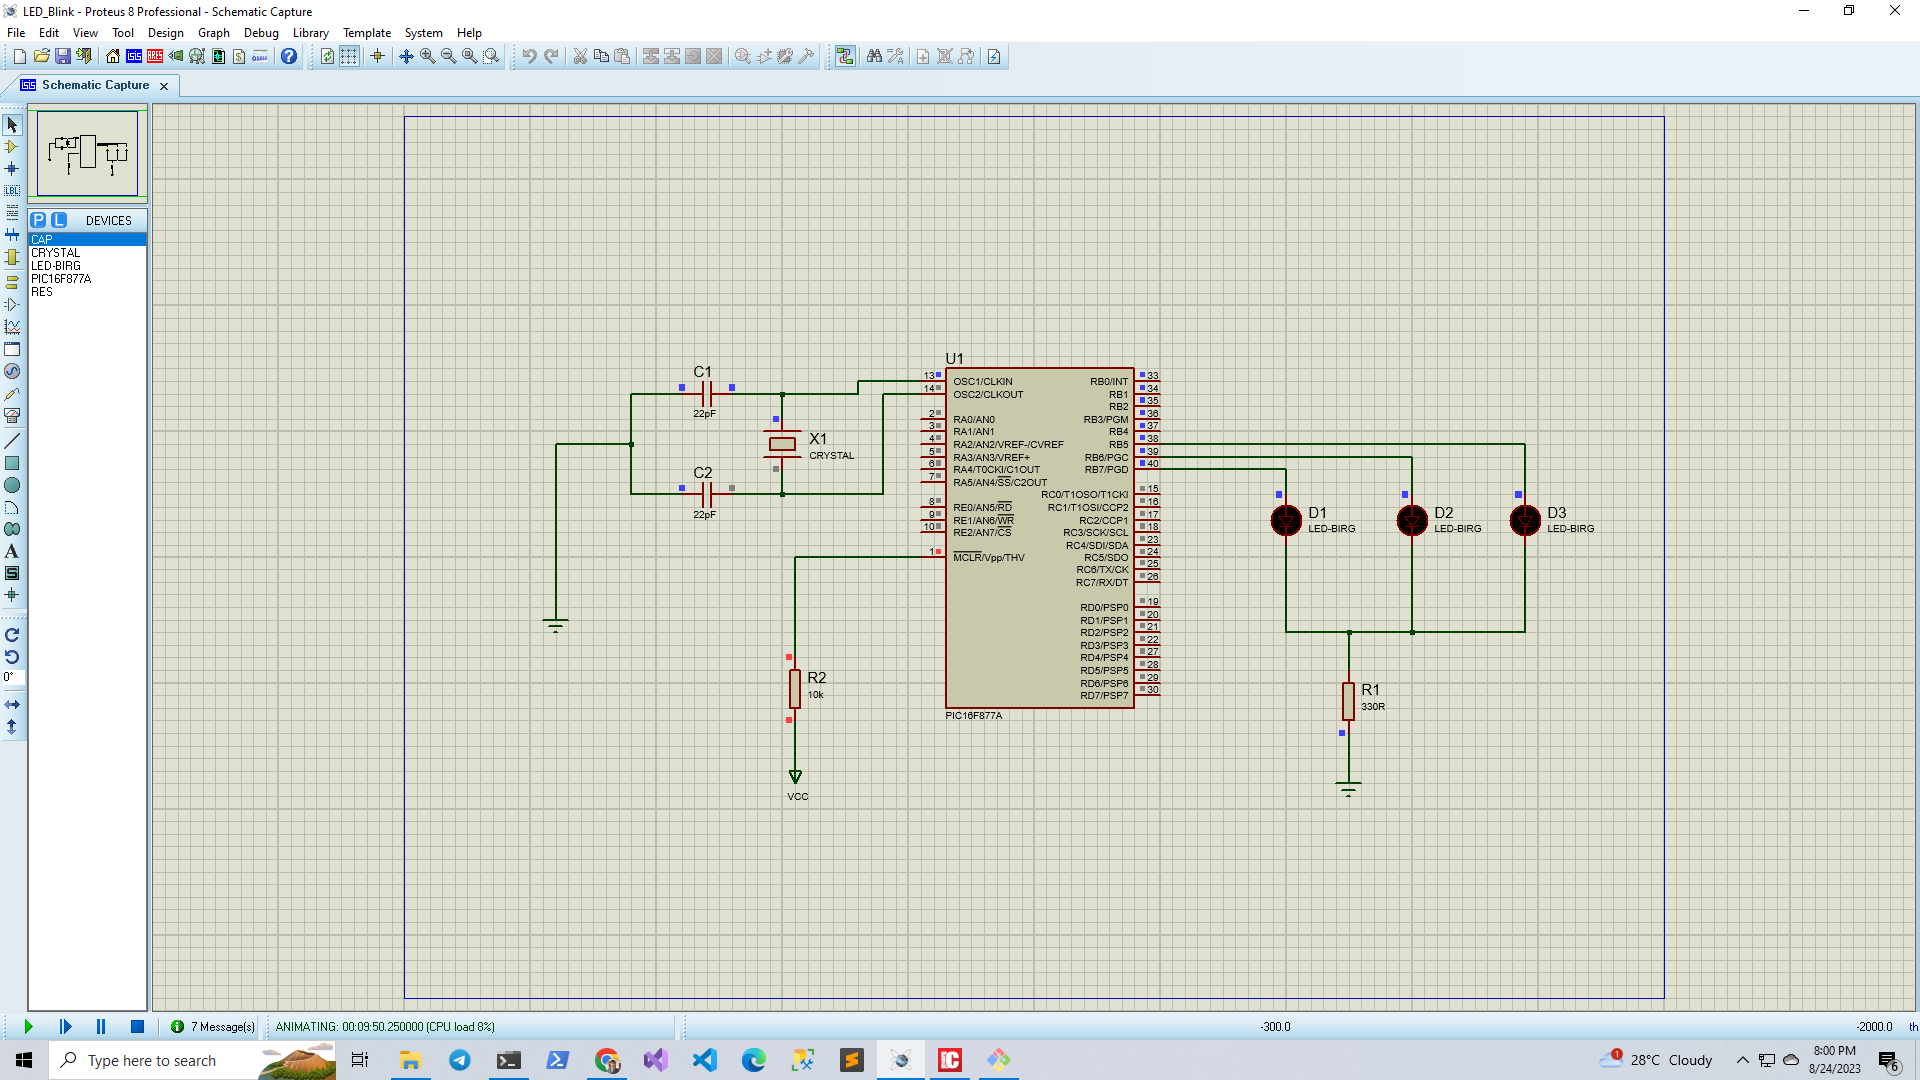 LED_Blink - Proteus 8 Professional - Schematic Capture
File Edit View Tool Design Graph Debug Library Template System Help
Schematic Capture
P L DEVICES
CAP
CRYSTAL
LED-BIRG
PIC16F877A
RES
LBL
0°
C1
22pF
C2
22pF
X1
CRYSTAL
R2
10k
VCC
U1
13 OSC1/CLKIN
14 OSC2/CLKOUT
2 RA0/AN0
3 RA1/AN1
4 RA2/AN2/VREF-/CVREF
5 RA3/AN3/VREF+
6 RA4/T0CKI/C1OUT
7 RA5/AN4/SS/C2OUT
8 RE0/AN5/RD
9 RE1/AN6/WR
10 RE2/AN7/CS
1 MCLR/Vpp/THV
RB0/INT 33
RB1 34
RB2 35
RB3/PGM 36
RB4 37
RB5 38
RB6/PGC 39
RB7/PGD 40
RC0/T1OSO/T1CKI 15
RC1/T1OSI/CCP2 16
RC2/CCP1 17
RC3/SCK/SCL 18
RC4/SDI/SDA 23
RC5/SDO 24
RC6/TX/CK 25
RC7/RX/DT 26
RD0/PSP0 19
RD1/PSP1 20
RD2/PSP2 21
RD3/PSP3 22
RD4/PSP4 27
RD5/PSP5 28
RD6/PSP6 29
RD7/PSP7 30
PIC16F877A
D1
LED-BIRG
D2
LED-BIRG
D3
LED-BIRG
R1
330R
7 Message(s) ANIMATING: 00:09:50.250000 (CPU load 8%) -300.0 -2000.0 th
Type here to search
1 28°C Cloudy
8:00 PM
8/24/2023
6